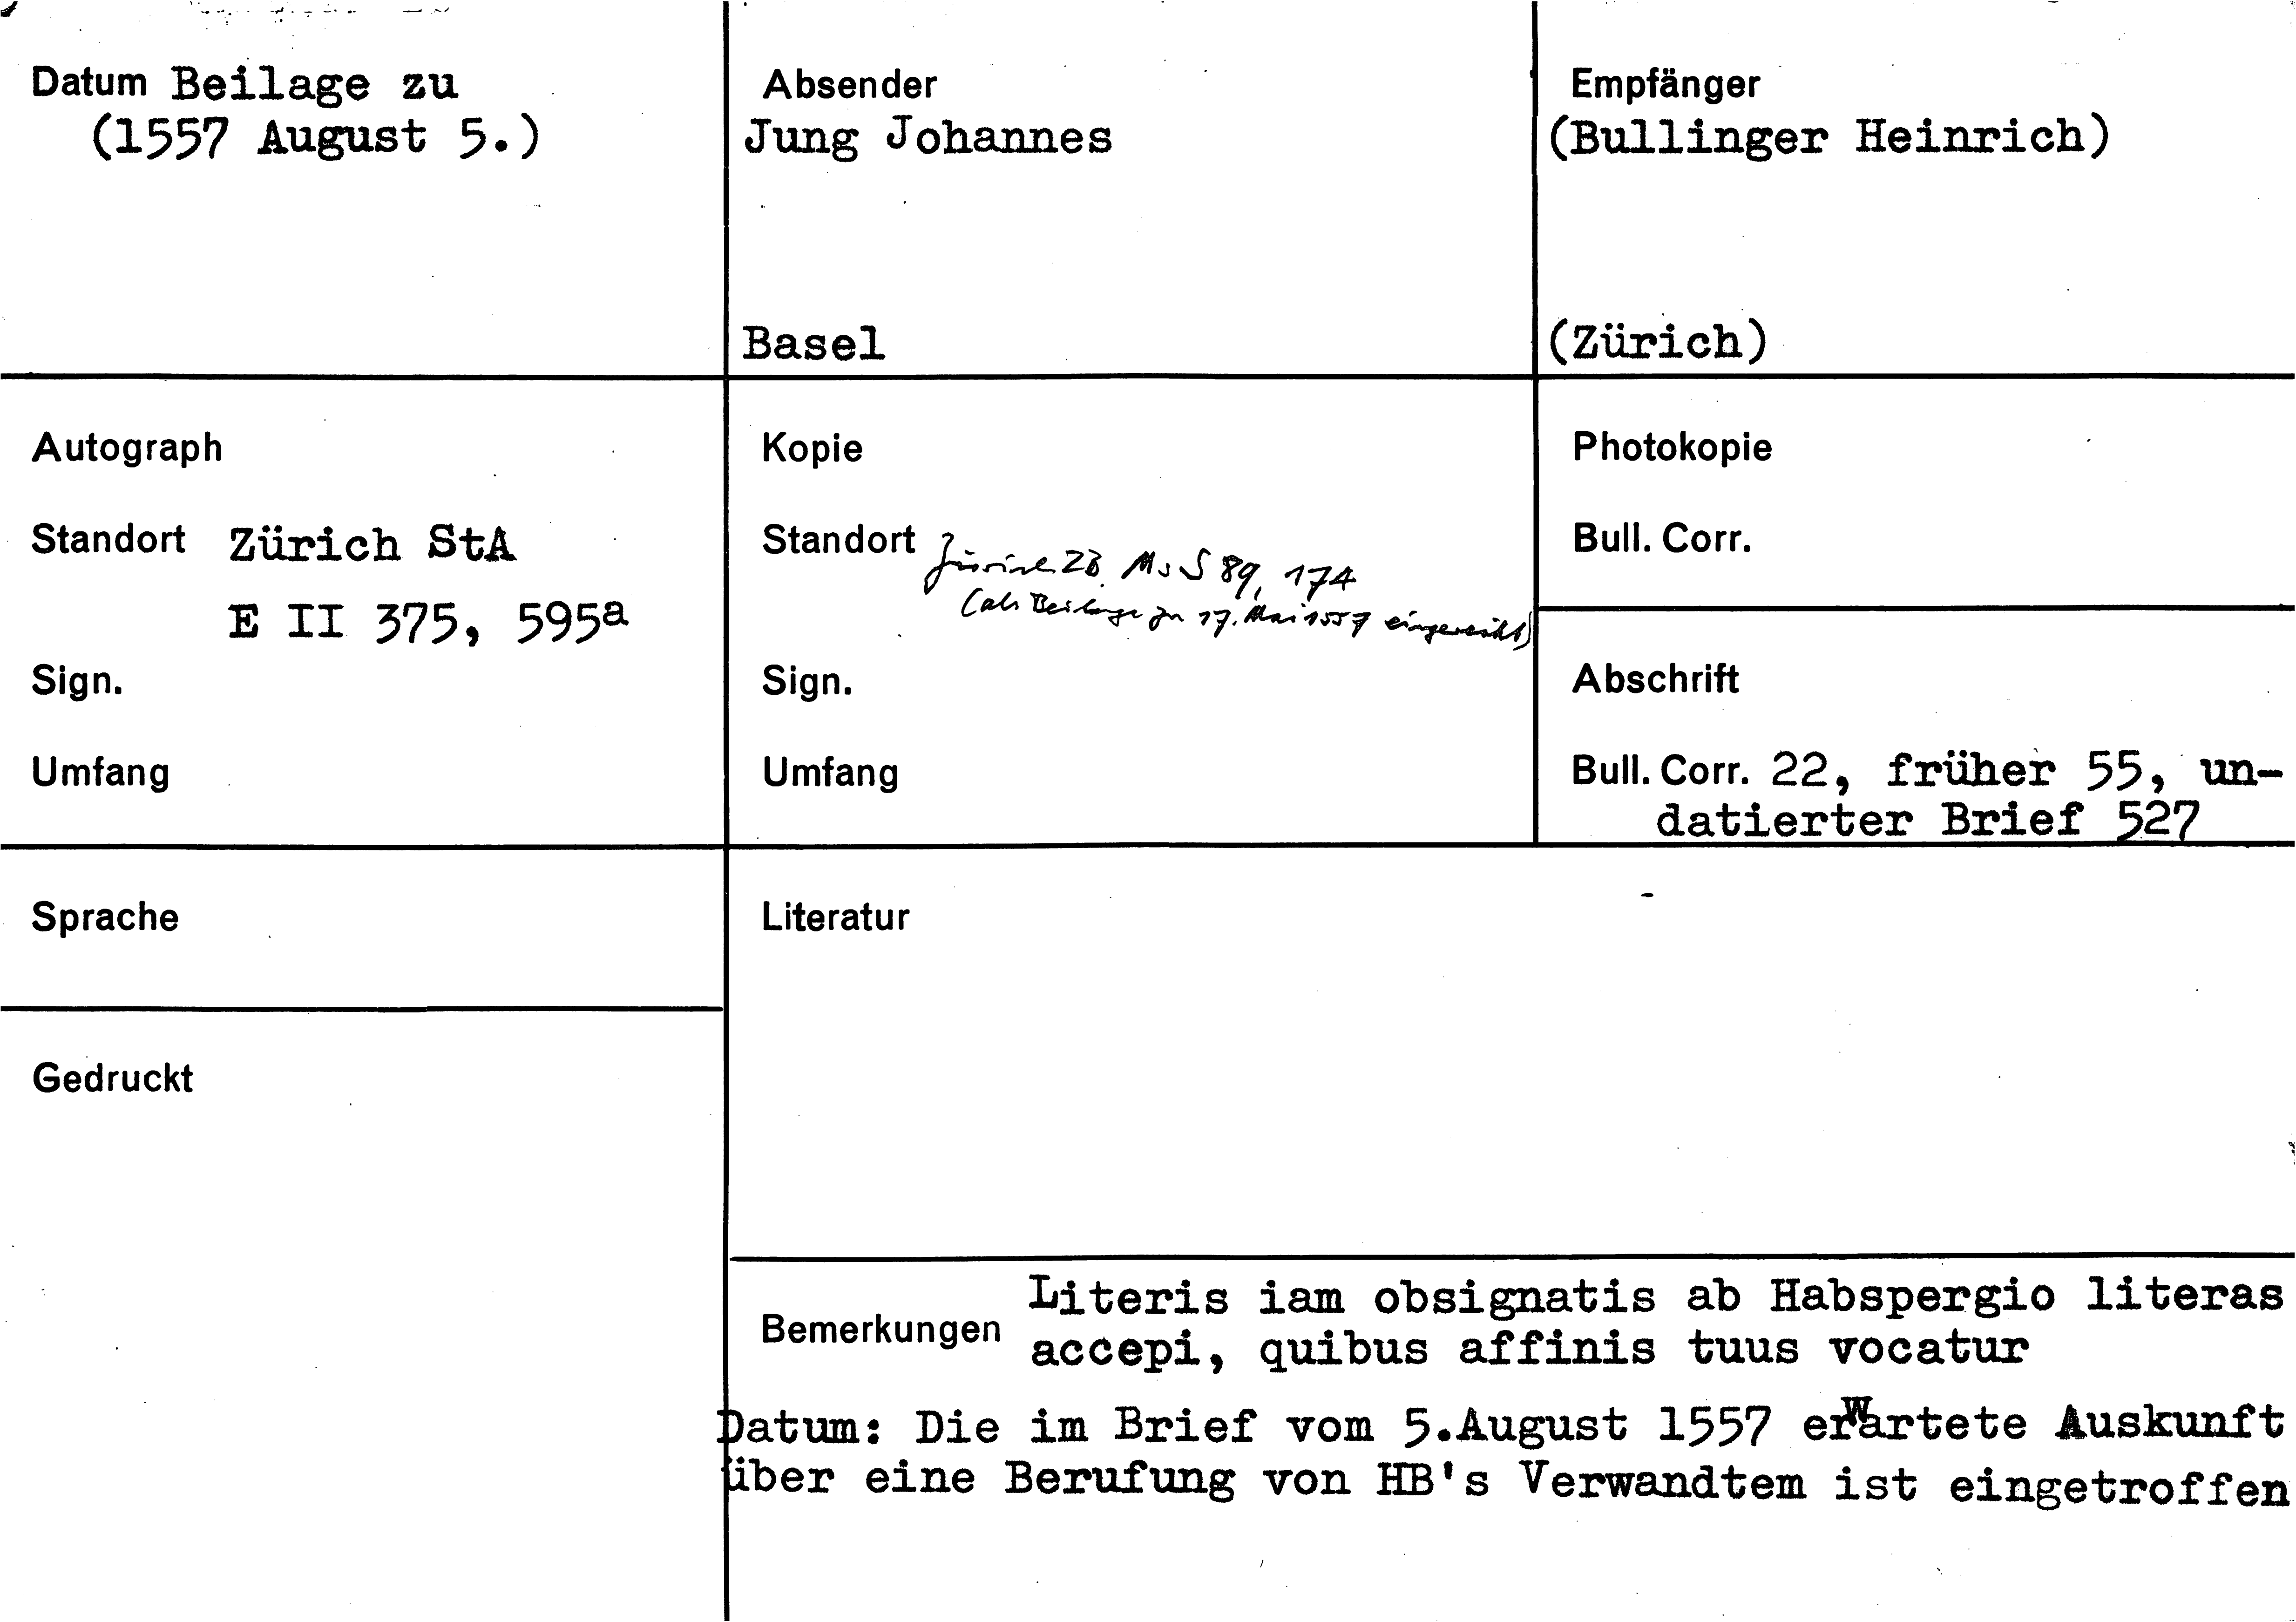 Datum Beilage zu
(1557 August 5.)
Absender
Jung Johannes
Basel
Empfänger
(Bullinger Heinrich)
(Zürich)
Autograph
Standort Zürich StA
E II 375, 595a
Sign.
Umfang
Kopie
Standort Zürich ZB Ms S 89, 174
(als Beilage zu 17. Mai 1557 eingereiht)
Sign.
Umfang
Photokopie
Bull. Corr.
Abschrift
Bull. Corr. 22, früher 55, un-
datierter Brief 527
Sprache
Literatur
Gedruckt
Bemerkungen Literis iam obsignatis ab Habspergio literas
accepi, quibus affinis tuus vocatur
Datum: Die im Brief vom 5.August 1557 erwartete Auskunft
über eine Berufung von HB's Verwandtem ist eingetroffen